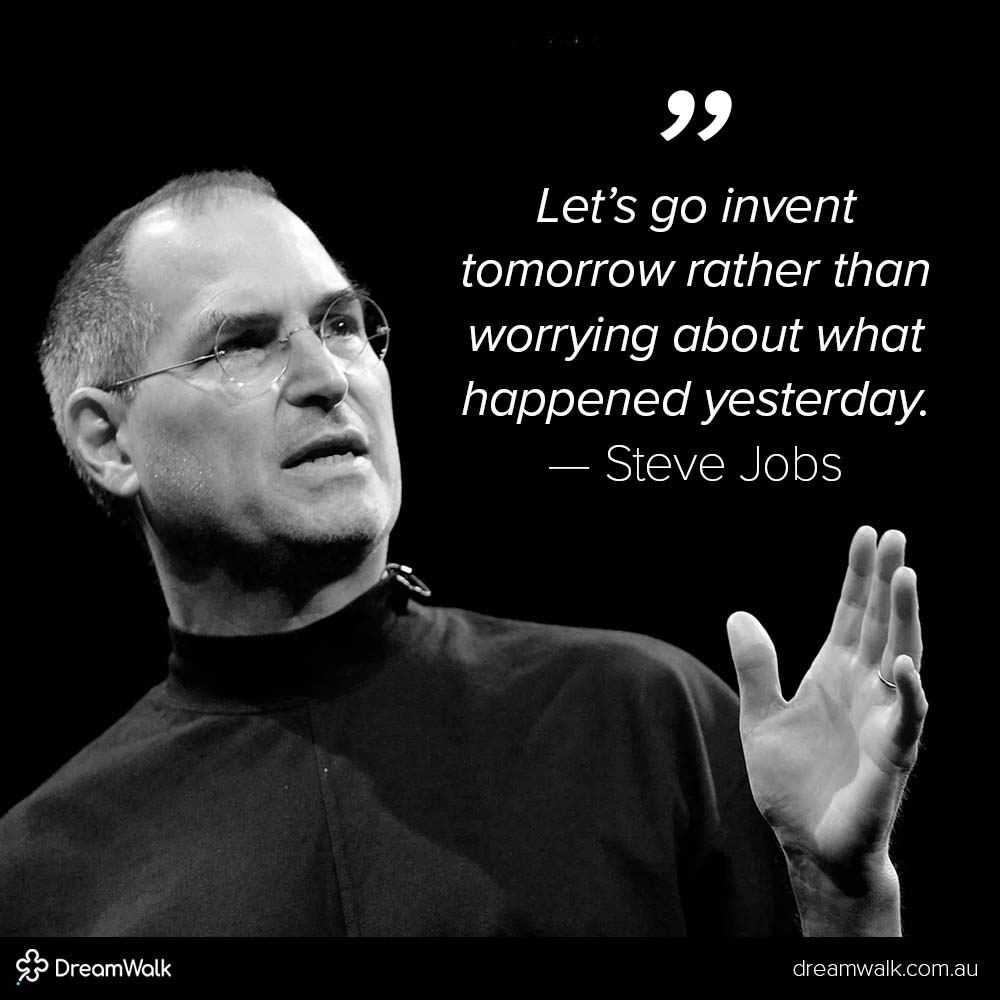 ”
Let’s go invent
tomorrow rather than
worrying about what
happened yesterday.
— Steve Jobs
DreamWalk
dreamwalk.com.au